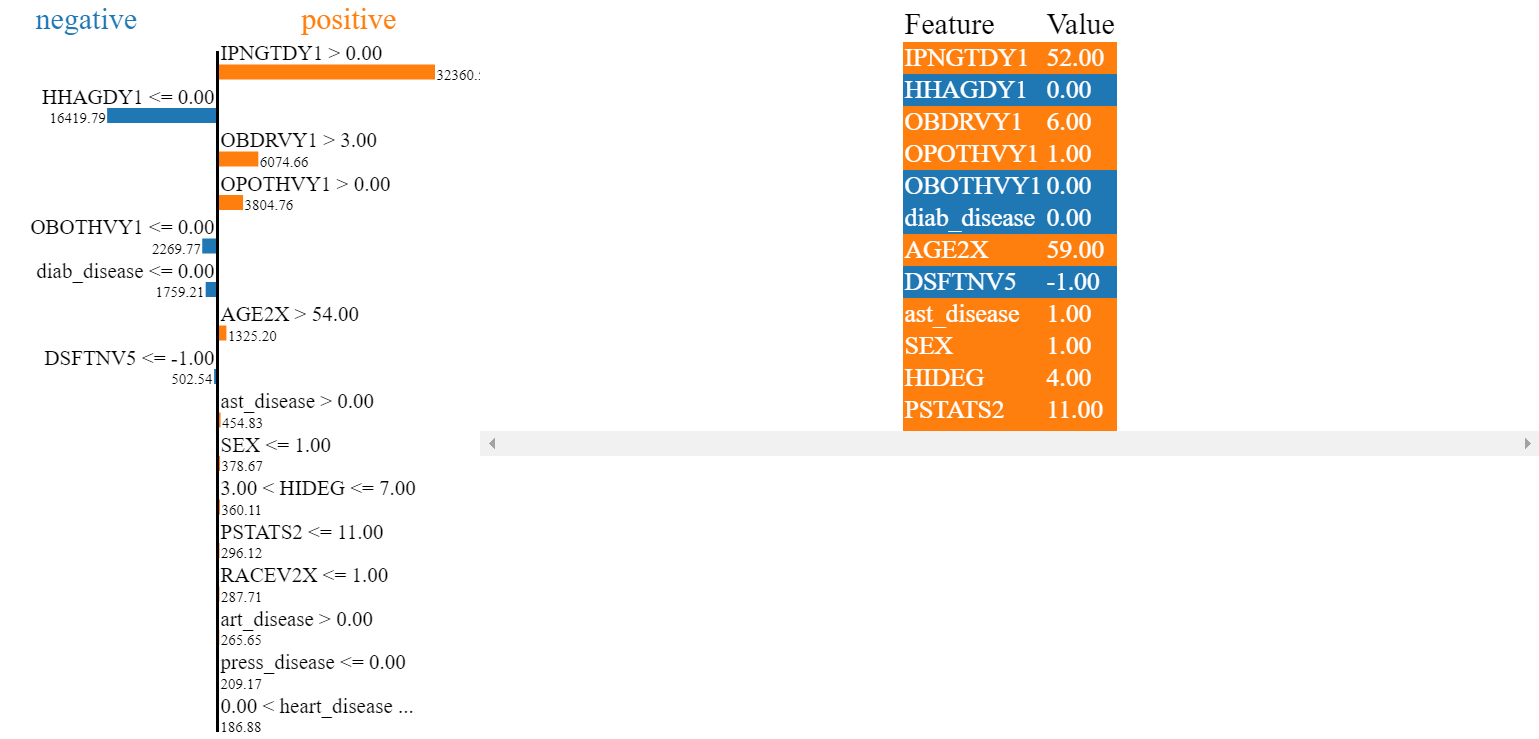 negative positive
IPNGTDY1 > 0.00
32360.5
HHAGDY1 <= 0.00
16419.79
OBDRVY1 > 3.00
6074.66
OPOTHVY1 > 0.00
3804.76
OBOTHVY1 <= 0.00
2269.77
diab_disease <= 0.00
1759.21
AGE2X > 54.00
1325.20
DSFTNV5 <= -1.00
502.54
ast_disease > 0.00
454.83
SEX <= 1.00
378.67
3.00 < HIDEG <= 7.00
360.11
PSTATS2 <= 11.00
296.12
RACEV2X <= 1.00
287.71
art_disease > 0.00
265.65
press_disease <= 0.00
209.17
0.00 < heart_disease ...
186.88
Feature Value
IPNGTDY1 52.00
HHAGDY1 0.00
OBDRVY1 6.00
OPOTHVY1 1.00
OBOTHVY1 0.00
diab_disease 0.00
AGE2X 59.00
DSFTNV5 -1.00
ast_disease 1.00
SEX 1.00
HIDEG 4.00
PSTATS2 11.00